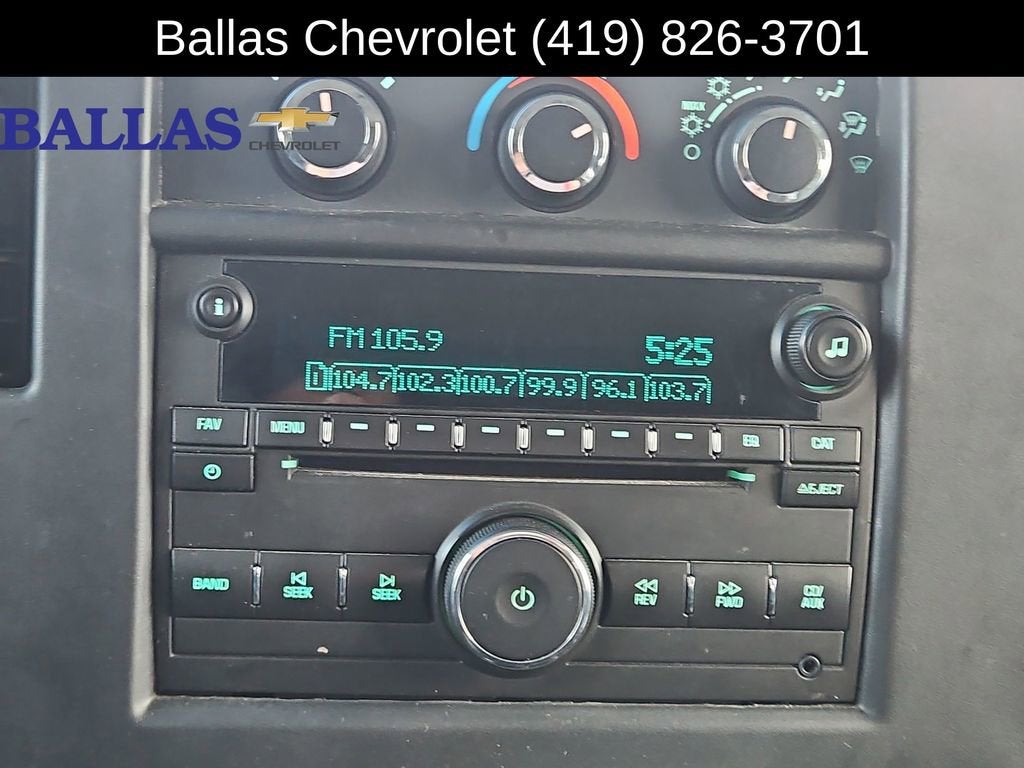 Ballas Chevrolet (419) 826-3701
BALLAS
CHEVROLET
MAX
i
FM 105.9
5:25
1 104.7 102.3 100.7 99.9 96.1 103.7
FAV
MENU
EQ
CAT
EJECT
BAND
SEEK
SEEK
REV
FWD
CD/
AUX